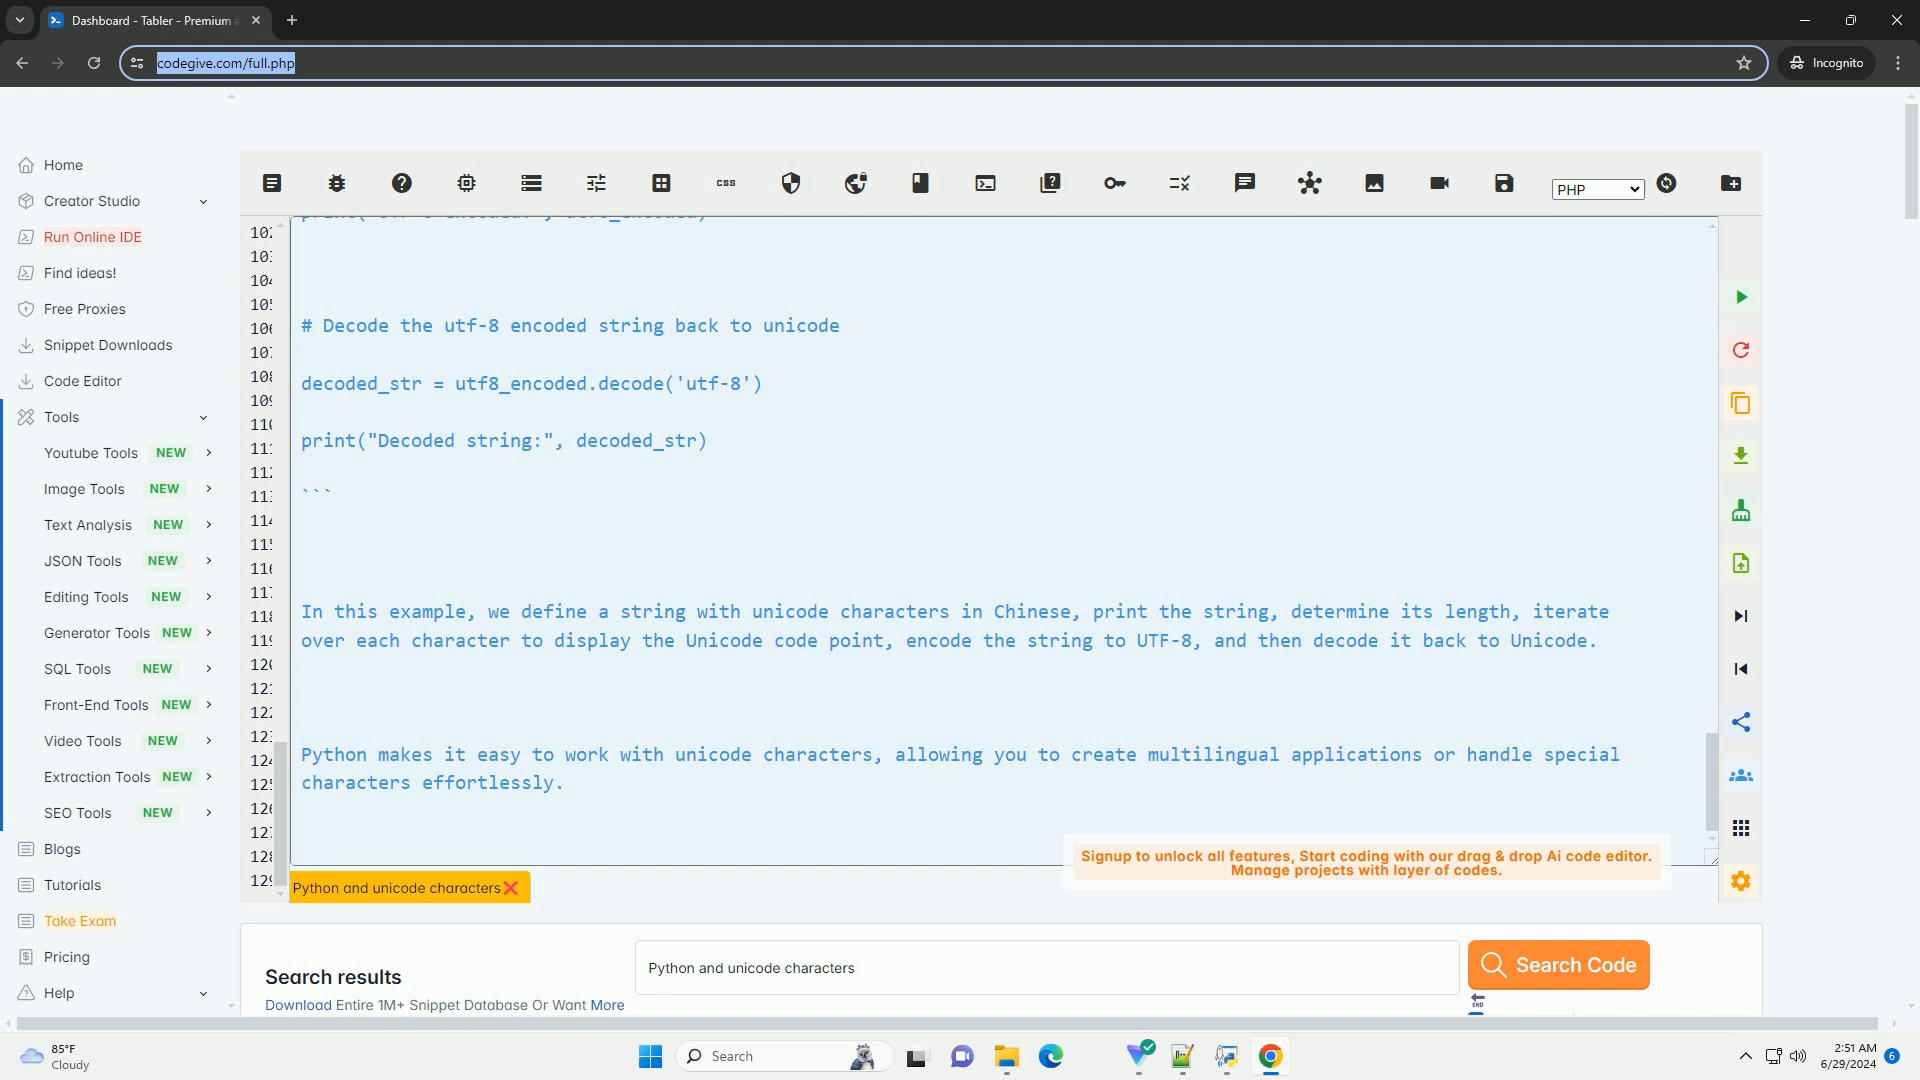 Dashboard - Tabler - Premium
codegive.com/full.php
Incognito
Home
Creator Studio
Run Online IDE
Find ideas!
Free Proxies
Snippet Downloads
Code Editor
Tools
Youtube Tools NEW
Image Tools NEW
Text Analysis NEW
JSON Tools NEW
Editing Tools NEW
Generator Tools NEW
SQL Tools NEW
Front-End Tools NEW
Video Tools NEW
Extraction Tools NEW
SEO Tools NEW
Blogs
Tutorials
Take Exam
Pricing
Help
css
PHP
# Decode the utf-8 encoded string back to unicode
decoded_str = utf8_encoded.decode('utf-8')
print("Decoded string:", decoded_str)
```
In this example, we define a string with unicode characters in Chinese, print the string, determine its length, iterate
over each character to display the Unicode code point, encode the string to UTF-8, and then decode it back to Unicode.
Python makes it easy to work with unicode characters, allowing you to create multilingual applications or handle special
characters effortlessly.
Signup to unlock all features, Start coding with our drag & drop Ai code editor.
Manage projects with layer of codes.
Python and unicode characters
Search results
Download Entire 1M+ Snippet Database Or Want More
Python and unicode characters
Search Code
END
85°F
Cloudy
Search
2:51 AM
6/29/2024
6